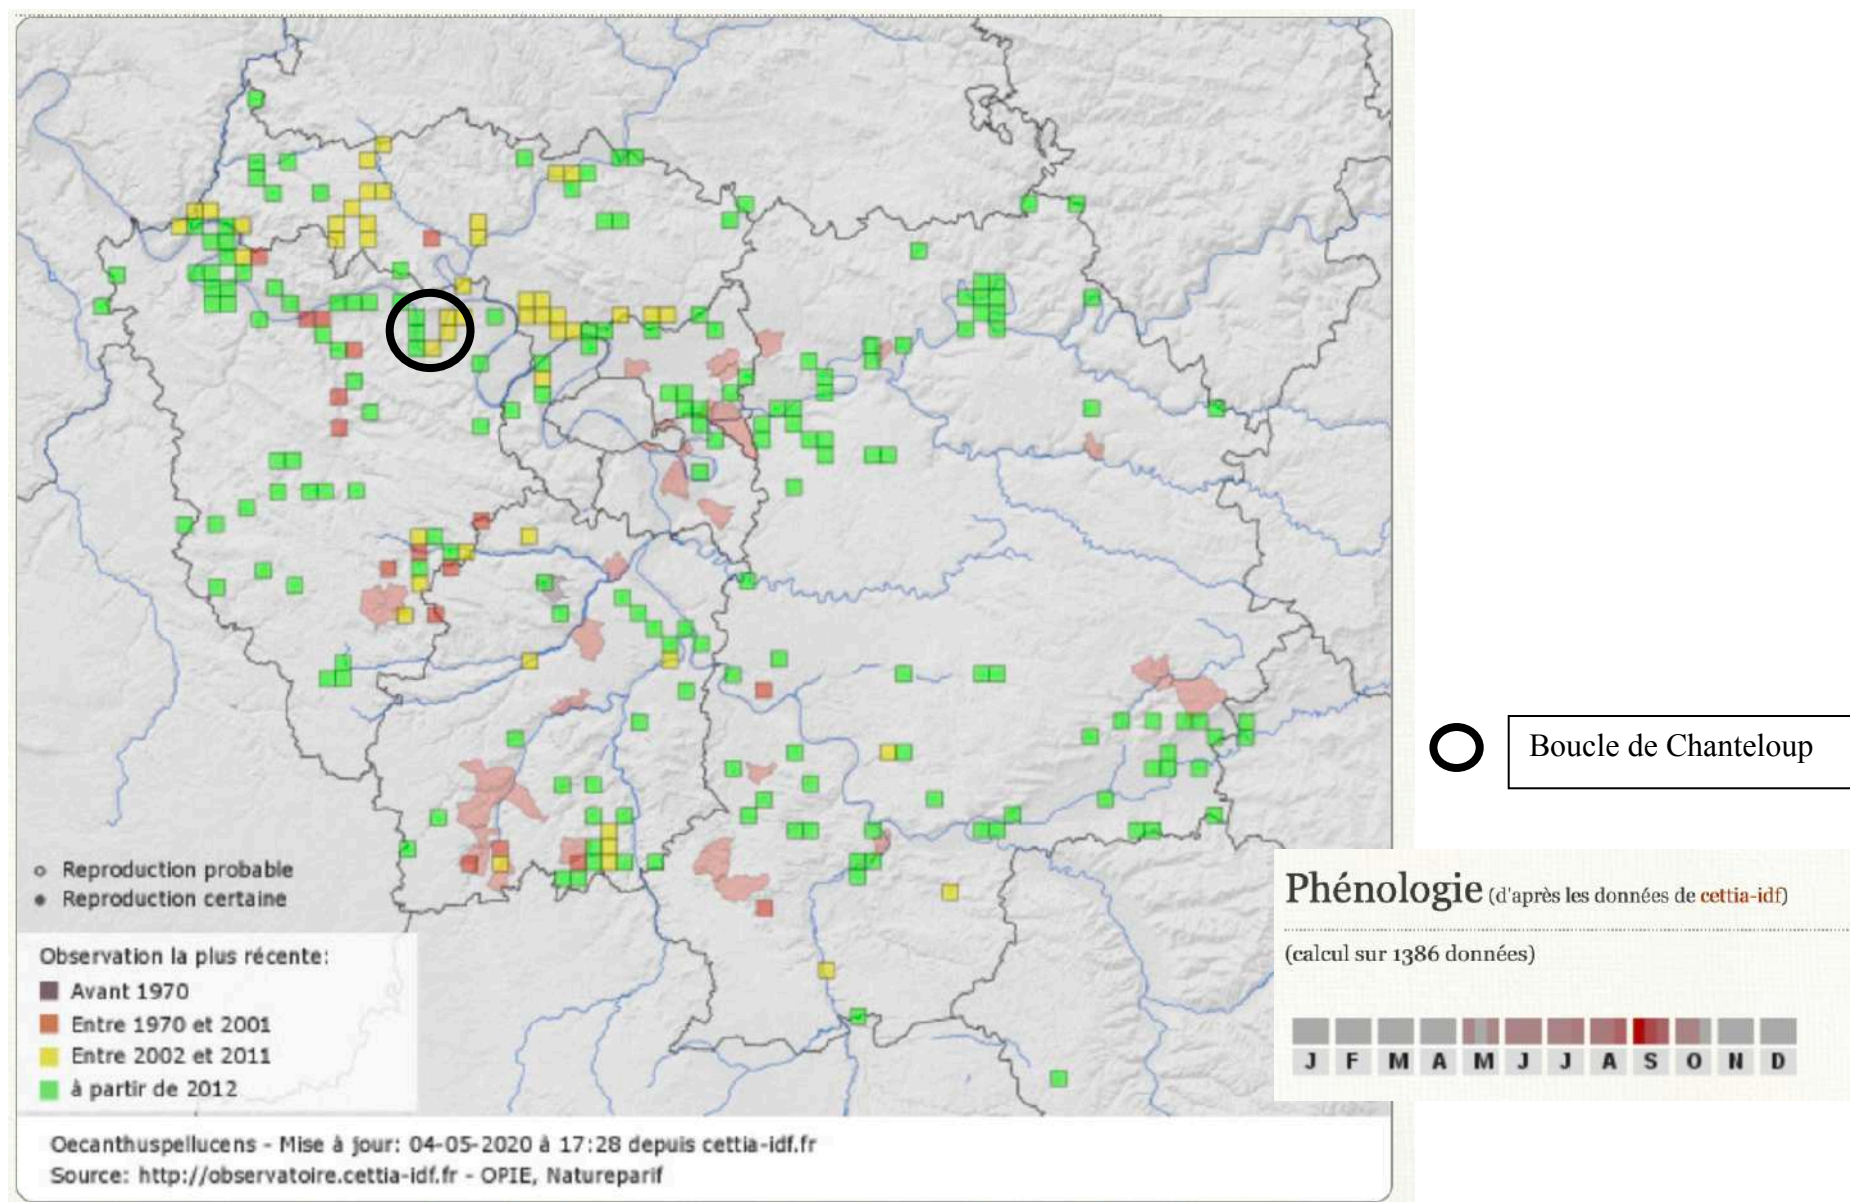 Boucle de Chanteloup
Reproduction probable
Reproduction certaine
Observation la plus récente:
Avant 1970
Entre 1970 et 2001
Entre 2002 et 2011
à partir de 2012
Phénologie (d'après les données de cettia-idf)
(calcul sur 1386 données)
J F M A M J J A S O N D
Oecanthuspellucens - Mise à jour: 04-05-2020 à 17:28 depuis cettia-idf.fr
Source: http://observatoire.cettia-idf.fr - OPIE, Natureparif